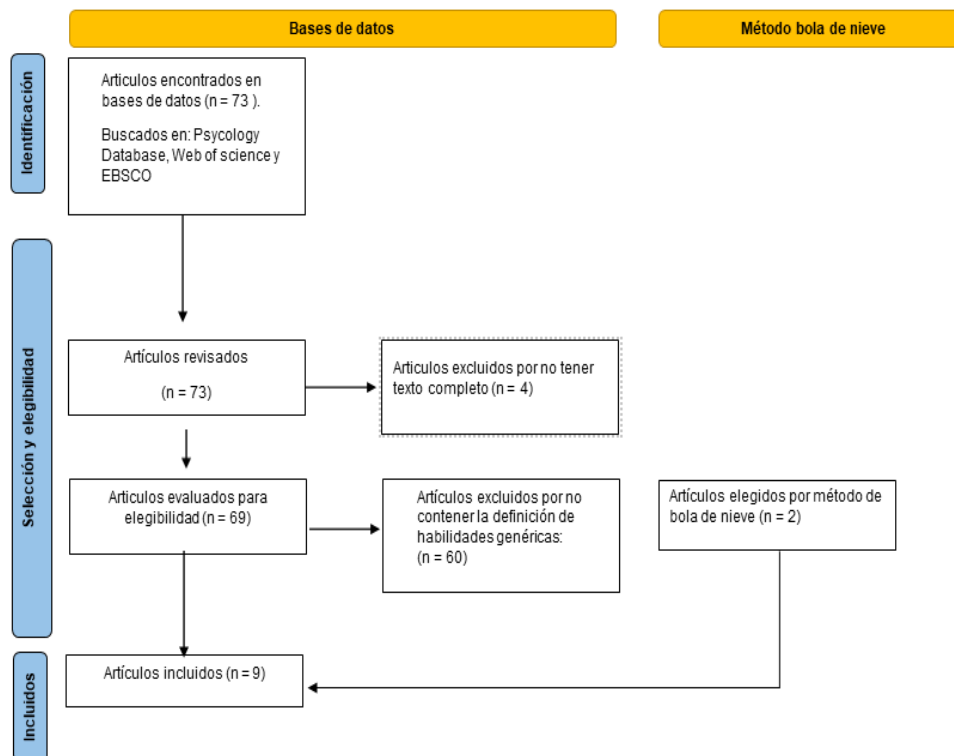 Bases de datos
Método bola de nieve
Identificación
Articulos encontrados en
bases de datos (n = 73 ).
Buscados en: Psycology
Database, Web of science y
EBSCO
Selección y elegibilidad
Artículos revisados
(n = 73)
Articulos excluidos por no tener
texto completo (n = 4)
Articulos evaluados para
elegibilidad (n = 69)
Artículos excluidos por no
contener la definición de
habilidades genéricas:
(n = 60)
Artículos elegidos por método de
bola de nieve (n = 2)
Incluidos
Artículos incluidos (n = 9)